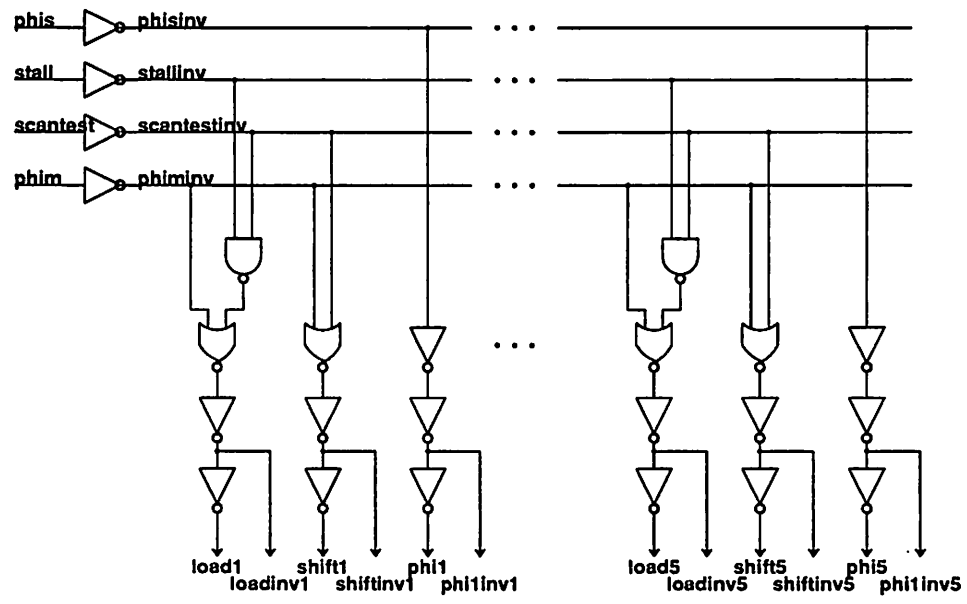 phis phisinv
stall stallinv
scantest scantestinv
phim phiminv
load1 shift1 phi1 load5 shift5 phi5
loadinv1 shiftinv1 phi1inv1 loadinv5 shiftinv5 phi1inv5